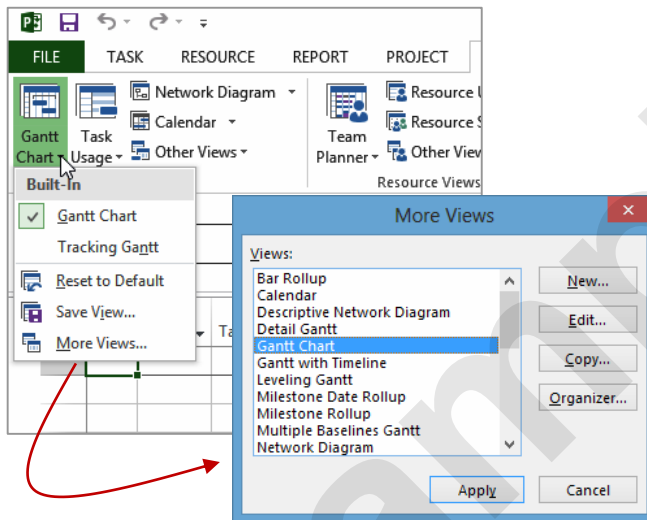 FILE TASK RESOURCE REPORT PROJECT
Network Diagram
Calendar
Other Views
Gantt Chart
Task Usage
Team Planner
Resource
Resource
Other
Resource Views
Built-In
Gantt Chart
Tracking Gantt
Reset to Default
Save View...
More Views...
More Views
Views:
Bar Rollup
Calendar
Descriptive Network Diagram
Detail Gantt
Gantt Chart
Gantt with Timeline
Leveling Gantt
Milestone Date Rollup
Milestone Rollup
Multiple Baselines Gantt
Network Diagram
New...
Edit...
Copy...
Organizer...
Apply
Cancel